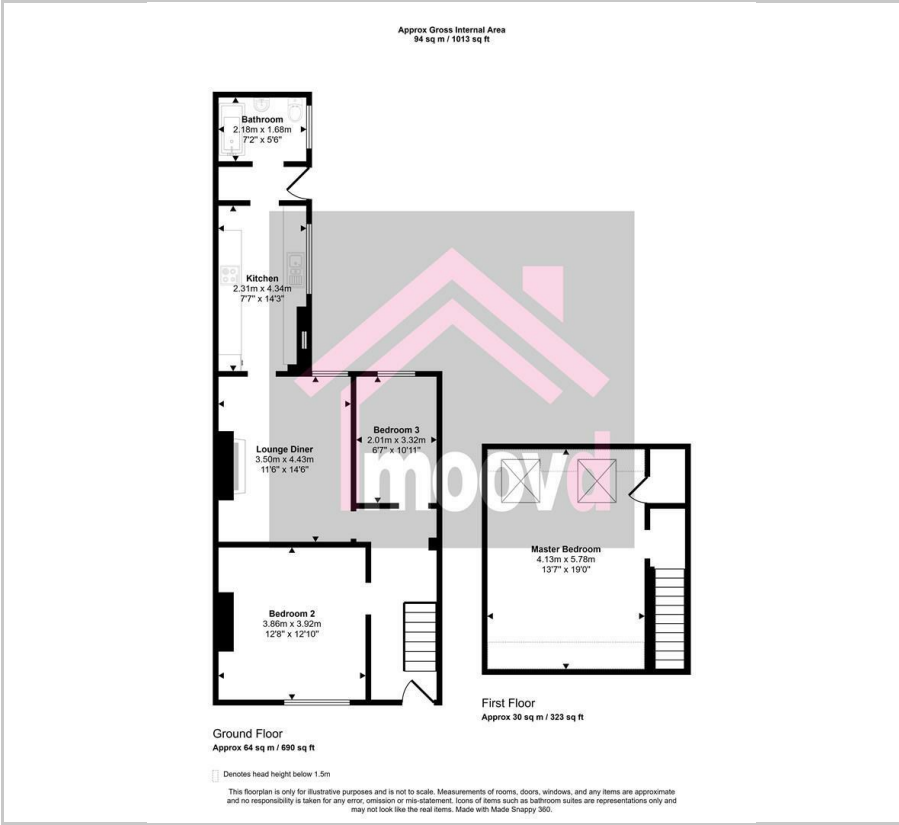 Approx Gross Internal Area
94 sq m / 1013 sq ft
Bathroom
2.18m x 1.68m
7'2" x 5'6"
Kitchen
2.31m x 4.34m
7'7" x 14'3"
Lounge Diner
3.50m x 4.43m
11'6" x 14'6"
Bedroom 3
2.01m x 3.32m
6'7" x 10'11"
moovd
Master Bedroom
4.13m x 5.78m
13'7" x 19'0"
Bedroom 2
3.86m x 3.92m
12'8" x 12'10"
First Floor
Approx 30 sq m / 323 sq ft
Ground Floor
Approx 64 sq m / 690 sq ft
Denotes head height below 1.5m
This floorplan is only for illustrative purposes and is not to scale. Measurements of rooms, doors, windows, and any items are approximate
and no responsibility is taken for any error, omission or mis-statement. Icons of items such as bathroom suites are representations only and
may not look like the real items. Made with Made Snappy 360.